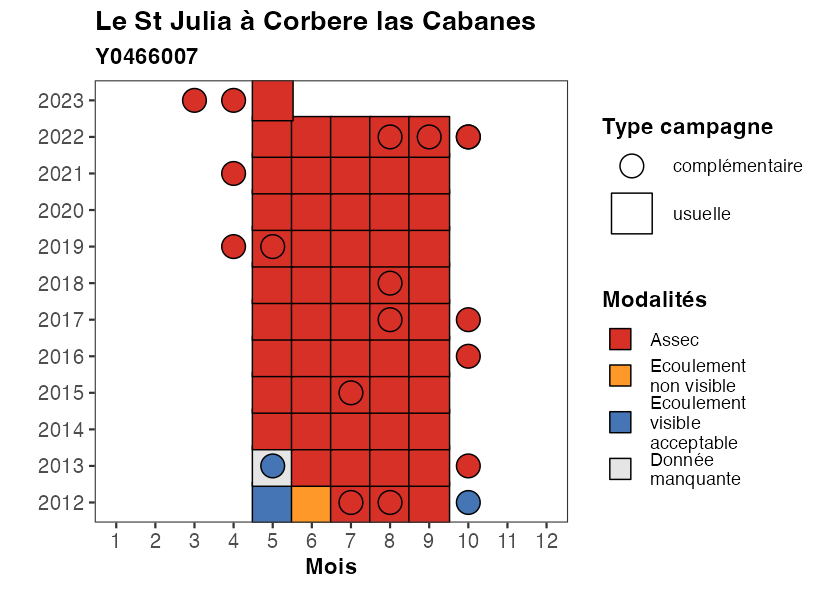 Le St Julia à Corbere las Cabanes
Y0466007
2023
2022
2021
2020
2019
2018
2017
2016
2015
2014
2013
2012
1 2 3 4 5 6 7 8 9 10 11 12
Mois
Type campagne
complémentaire
usuelle
Modalités
Assec
Ecoulement
non visible
Ecoulement
visible
acceptable
Donnée
manquante